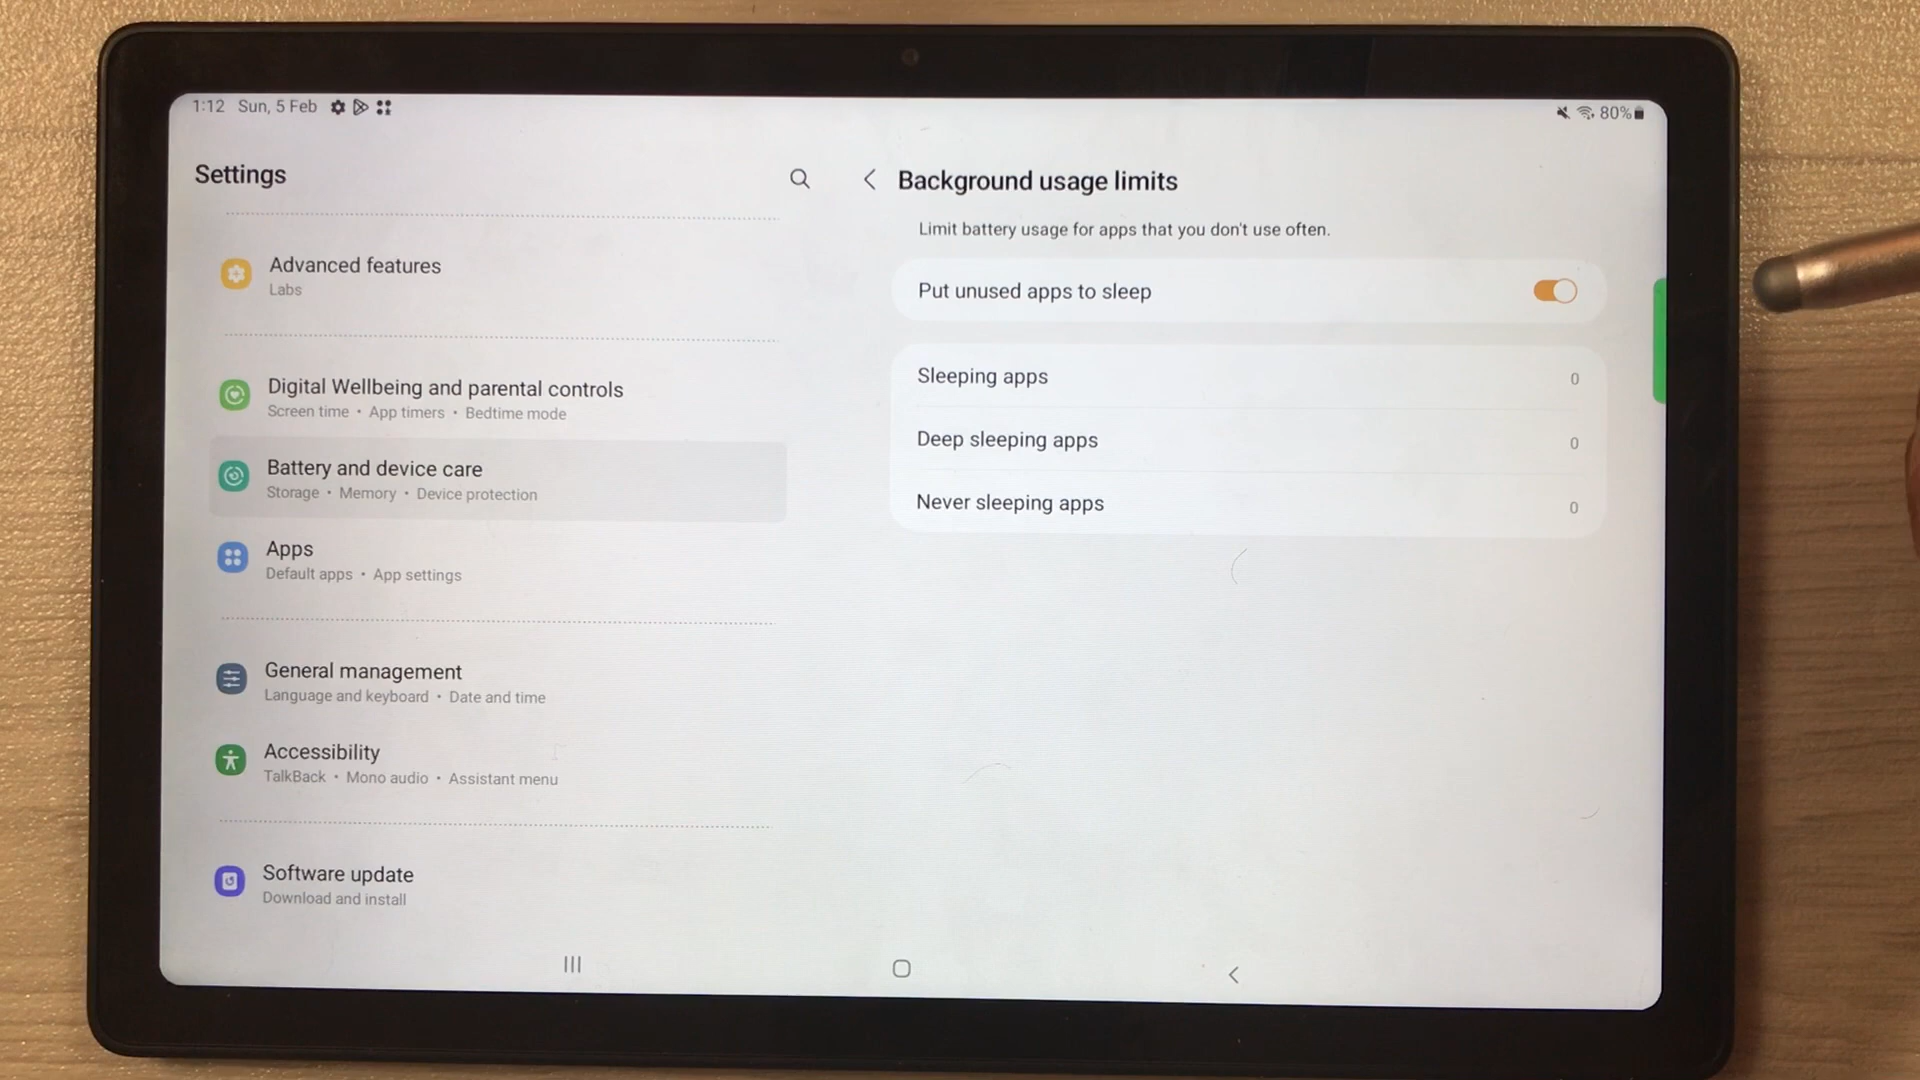 1:12 Sun, 5 Feb
80%
Settings
Advanced features
Labs
Digital Wellbeing and parental controls
Screen time • App timers • Bedtime mode
Battery and device care
Storage • Memory • Device protection
Apps
Default apps • App settings
General management
Language and keyboard • Date and time
Accessibility
TalkBack • Mono audio • Assistant menu
Software update
Download and install
Background usage limits
Limit battery usage for apps that you don't use often.
Put unused apps to sleep
Sleeping apps 0
Deep sleeping apps 0
Never sleeping apps 0